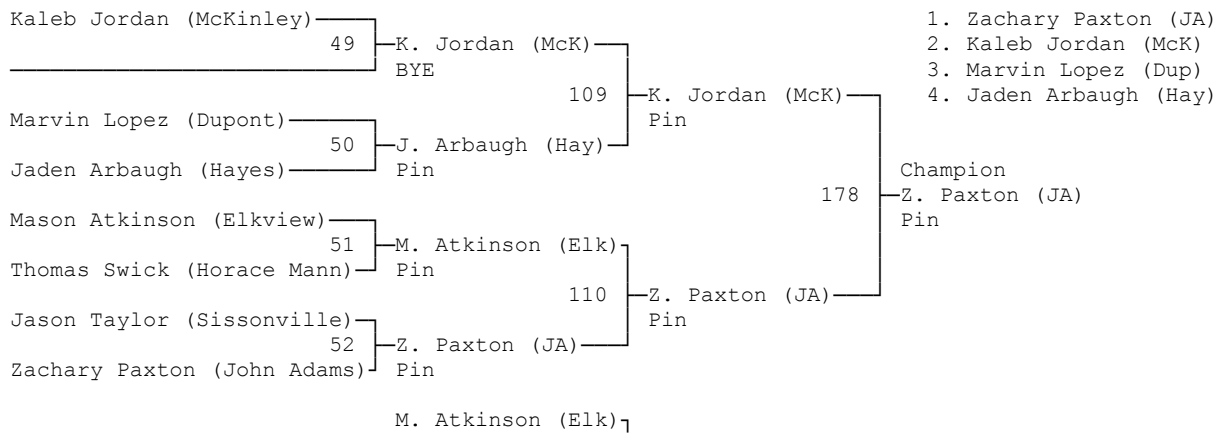 Kaleb Jordan (McKinley) 1. Zachary Paxton (JA)
49 K. Jordan (McK) 2. Kaleb Jordan (McK)
BYE 3. Marvin Lopez (Dup)
109 K. Jordan (McK) 4. Jaden Arbaugh (Hay)
Marvin Lopez (Dupont) Pin
50 J. Arbaugh (Hay)
Jaden Arbaugh (Hayes) Pin Champion
178 Z. Paxton (JA)
Mason Atkinson (Elkview) Pin
51 M. Atkinson (Elk)
Thomas Swick (Horace Mann) Pin
110 Z. Paxton (JA)
Jason Taylor (Sissonville) Pin
52 Z. Paxton (JA)
Zachary Paxton (John Adams) Pin
M. Atkinson (Elk)